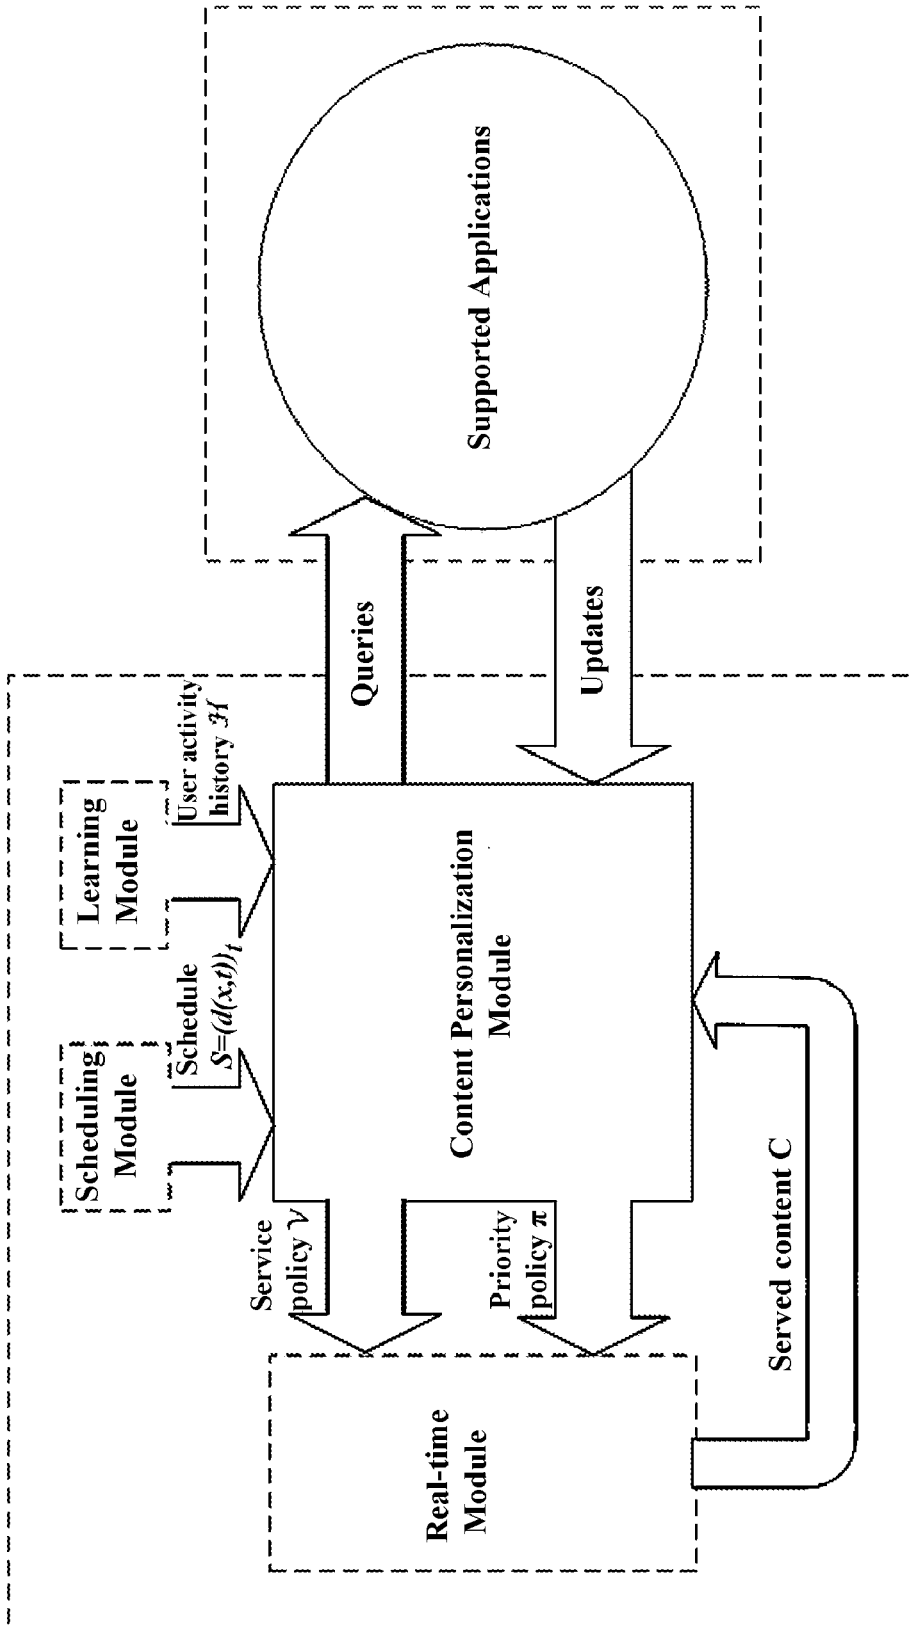 Scheduling
Module
Schedule
S=(d(x,t))t
Learning
Module
User activity
history ℋ
Service
policy 𝒱
Priority
policy π
Real-time
Module
Content Personalization
Module
Queries
Updates
Supported Applications
Served content C